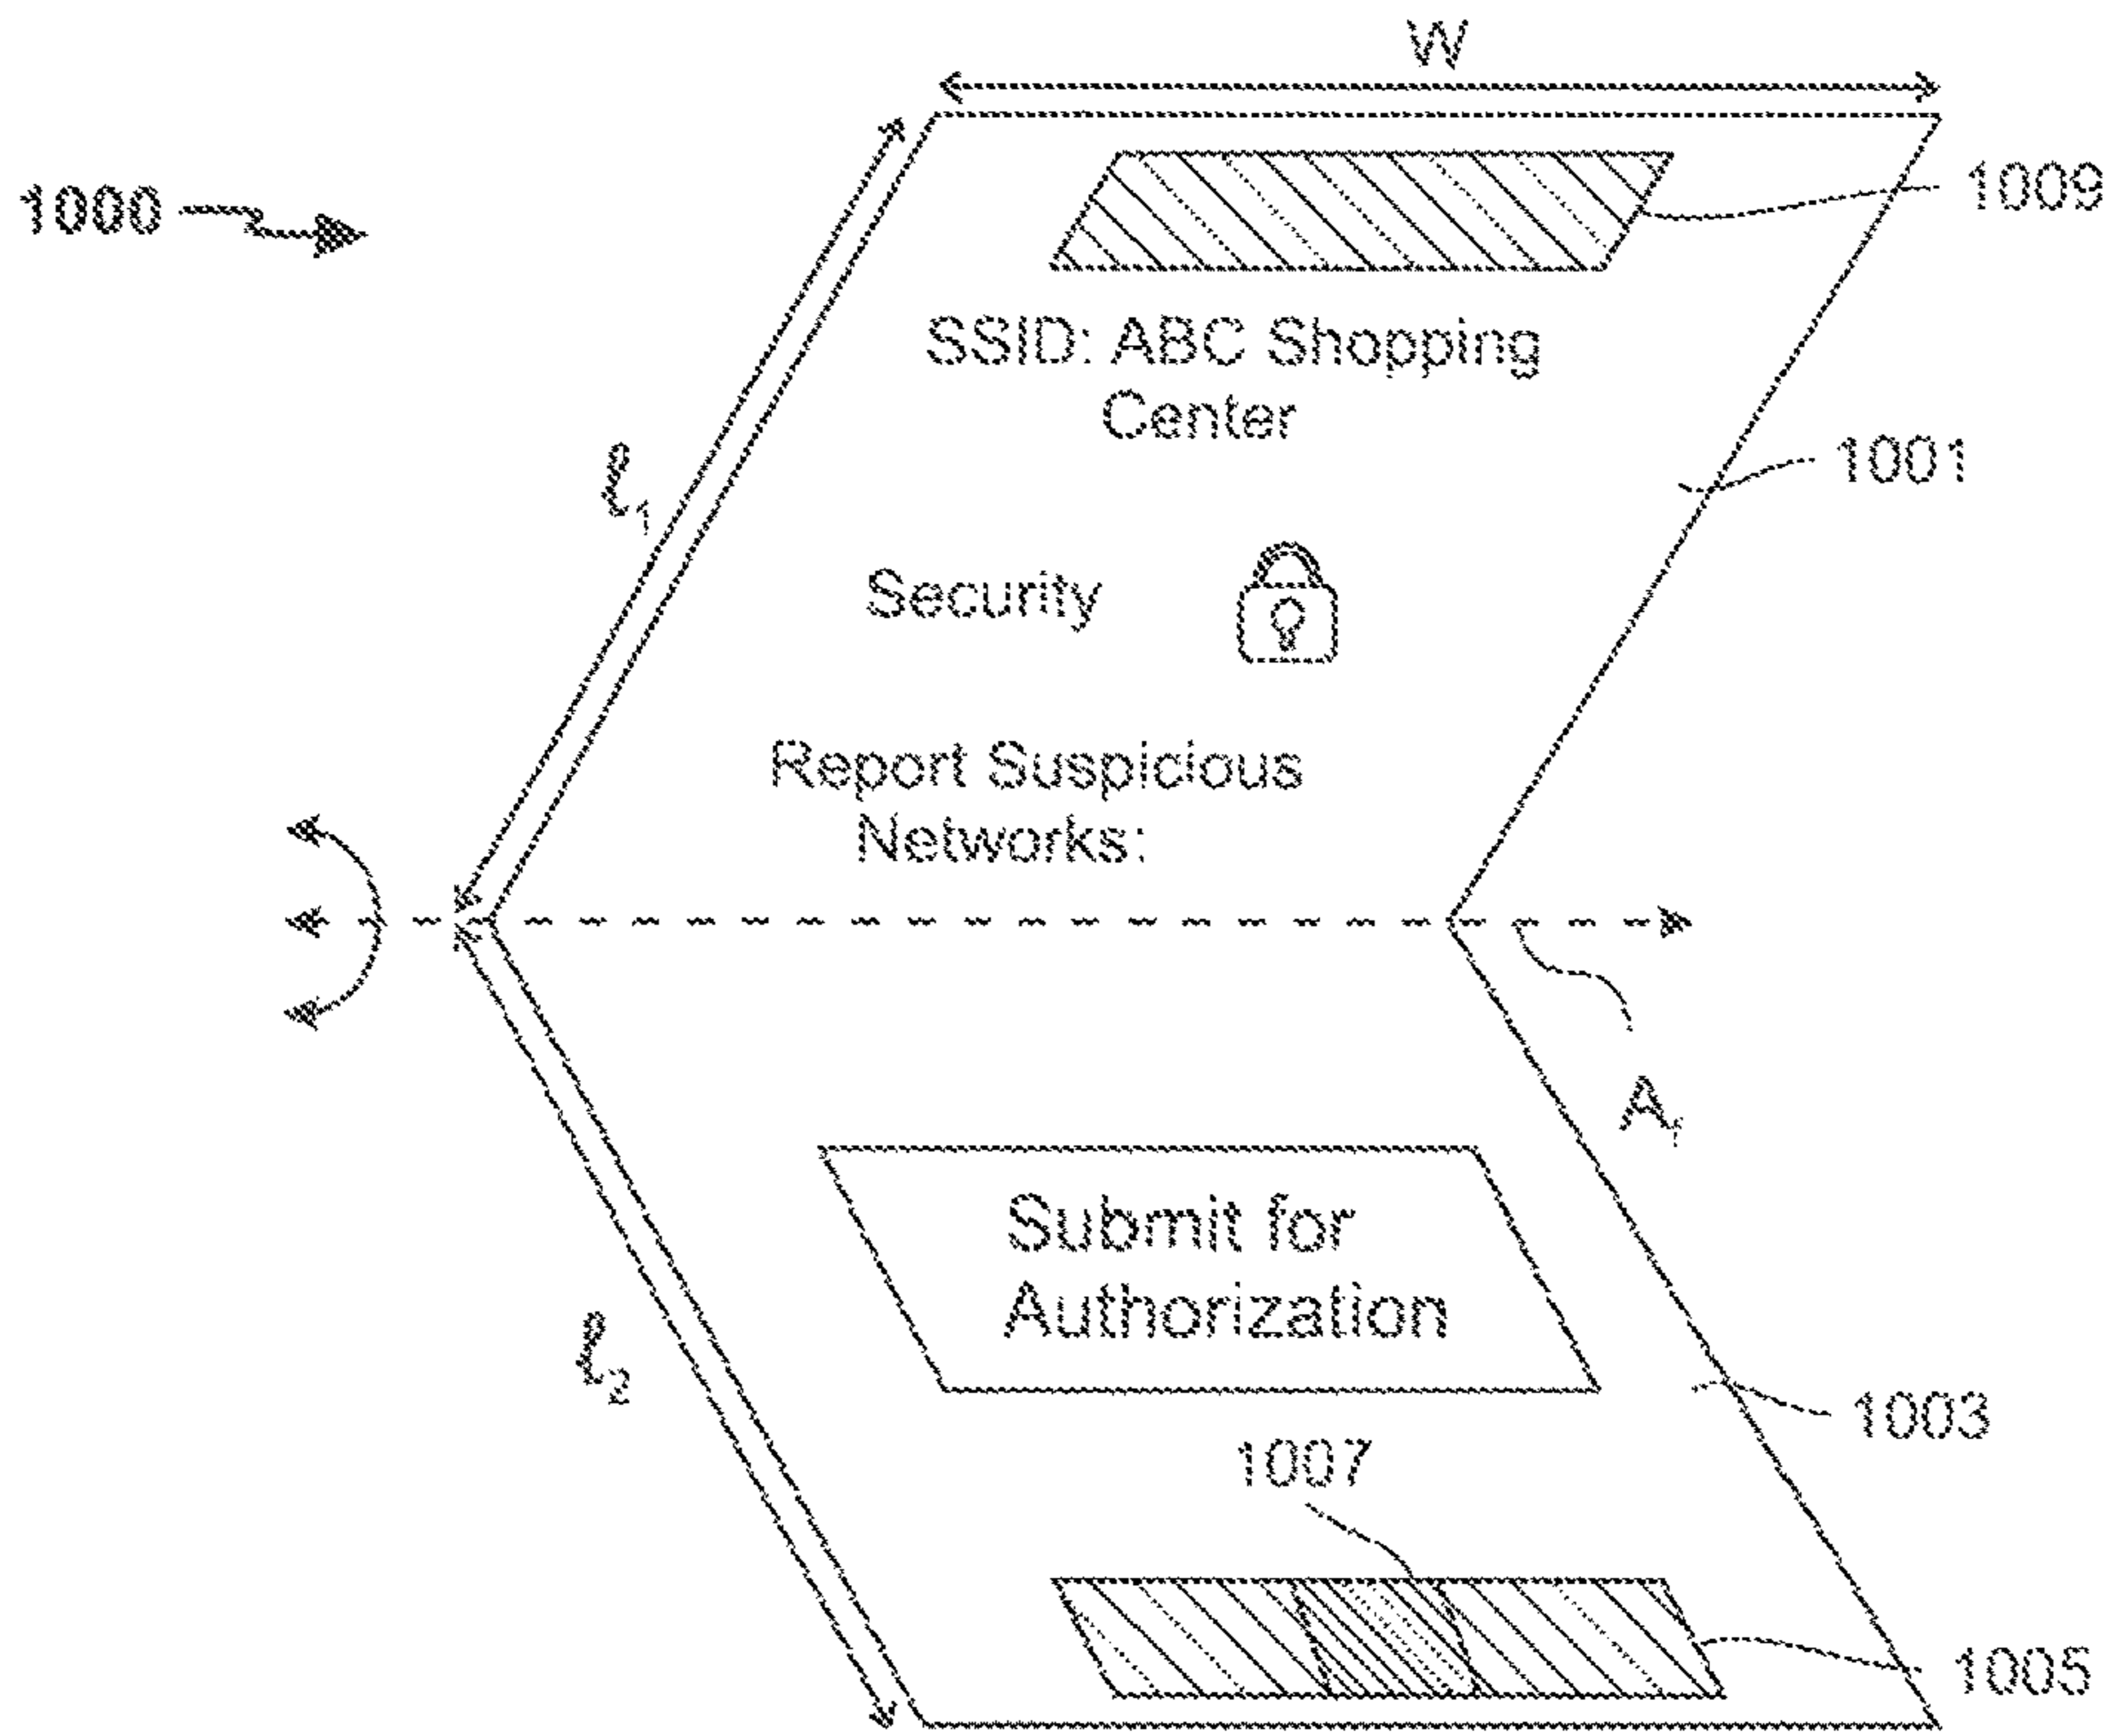 W
1000
1009
SSID: ABC Shopping
Center
1001
ℓ1
Security
Report Suspicious
Networks:
Af
Submit for
Authorization
ℓ2
1003
1007
1005